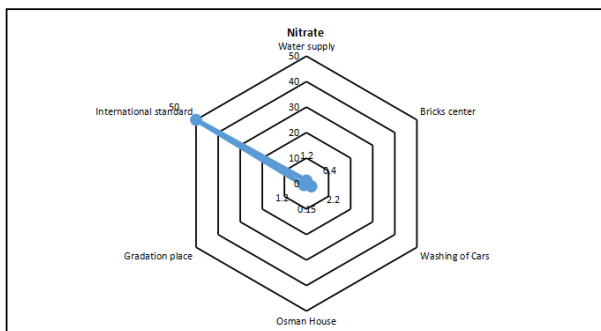 Nitrate
Water supply
50
40
30
20
10
0
1.2
0.4
2.2
0.15
1.2
50
International standard
Bricks center
Gradation place
Washing of Cars
Osman House